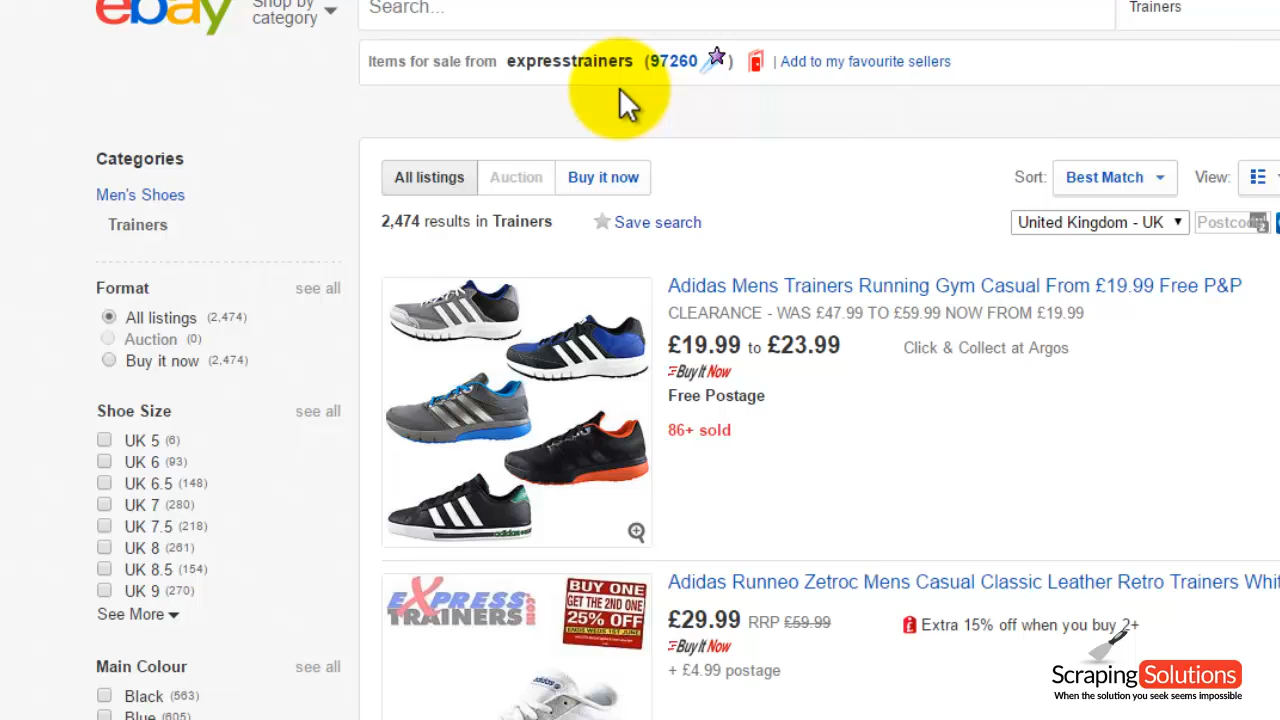 ebay
Shop by
category
Search...
Trainers
Items for sale from expresstrainers (97260 ) | Add to my favourite sellers
Categories
Men's Shoes
Trainers
Format see all
All listings (2,474)
Auction (0)
Buy it now (2,474)
Shoe Size see all
UK 5 (6)
UK 6 (93)
UK 6.5 (148)
UK 7 (280)
UK 7.5 (218)
UK 8 (261)
UK 8.5 (154)
UK 9 (270)
See More
Main Colour see all
Black (563)
Blue (605)
All listings Auction Buy it now
Sort: Best Match View:
2,474 results in Trainers Save search
United Kingdom - UK Postcode
Adidas Mens Trainers Running Gym Casual From £19.99 Free P&P
CLEARANCE - WAS £47.99 TO £59.99 NOW FROM £19.99
£19.99 to £23.99 Click & Collect at Argos
Buy It Now
Free Postage
86+ sold
EXPRESS
TRAINERS
.COM
BUY ONE
GET THE 2ND ONE
25% OFF
ENDS WEDS 1ST JUNE
Adidas Runneo Zetroc Mens Casual Classic Leather Retro Trainers Whit
£29.99 RRP £59.99 Extra 15% off when you buy 2+
Buy It Now
+ £4.99 postage
Scraping Solutions
When the solution you seek seems impossible